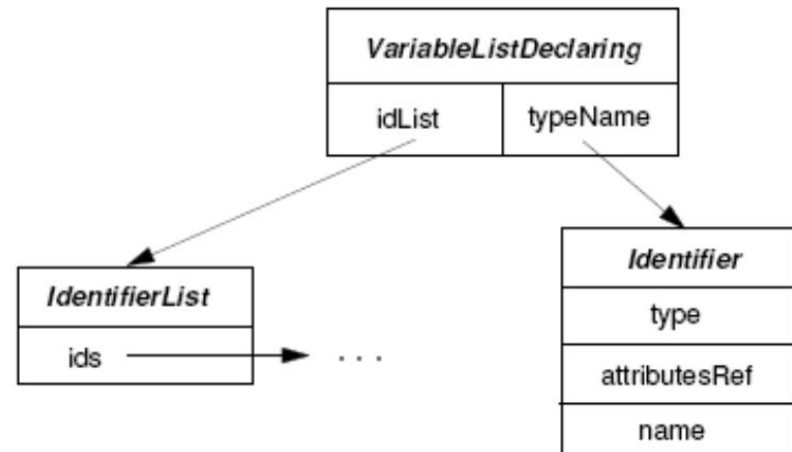 VariableListDeclaring
idList typeName
IdentifierList
ids . . .
Identifier
type
attributesRef
name